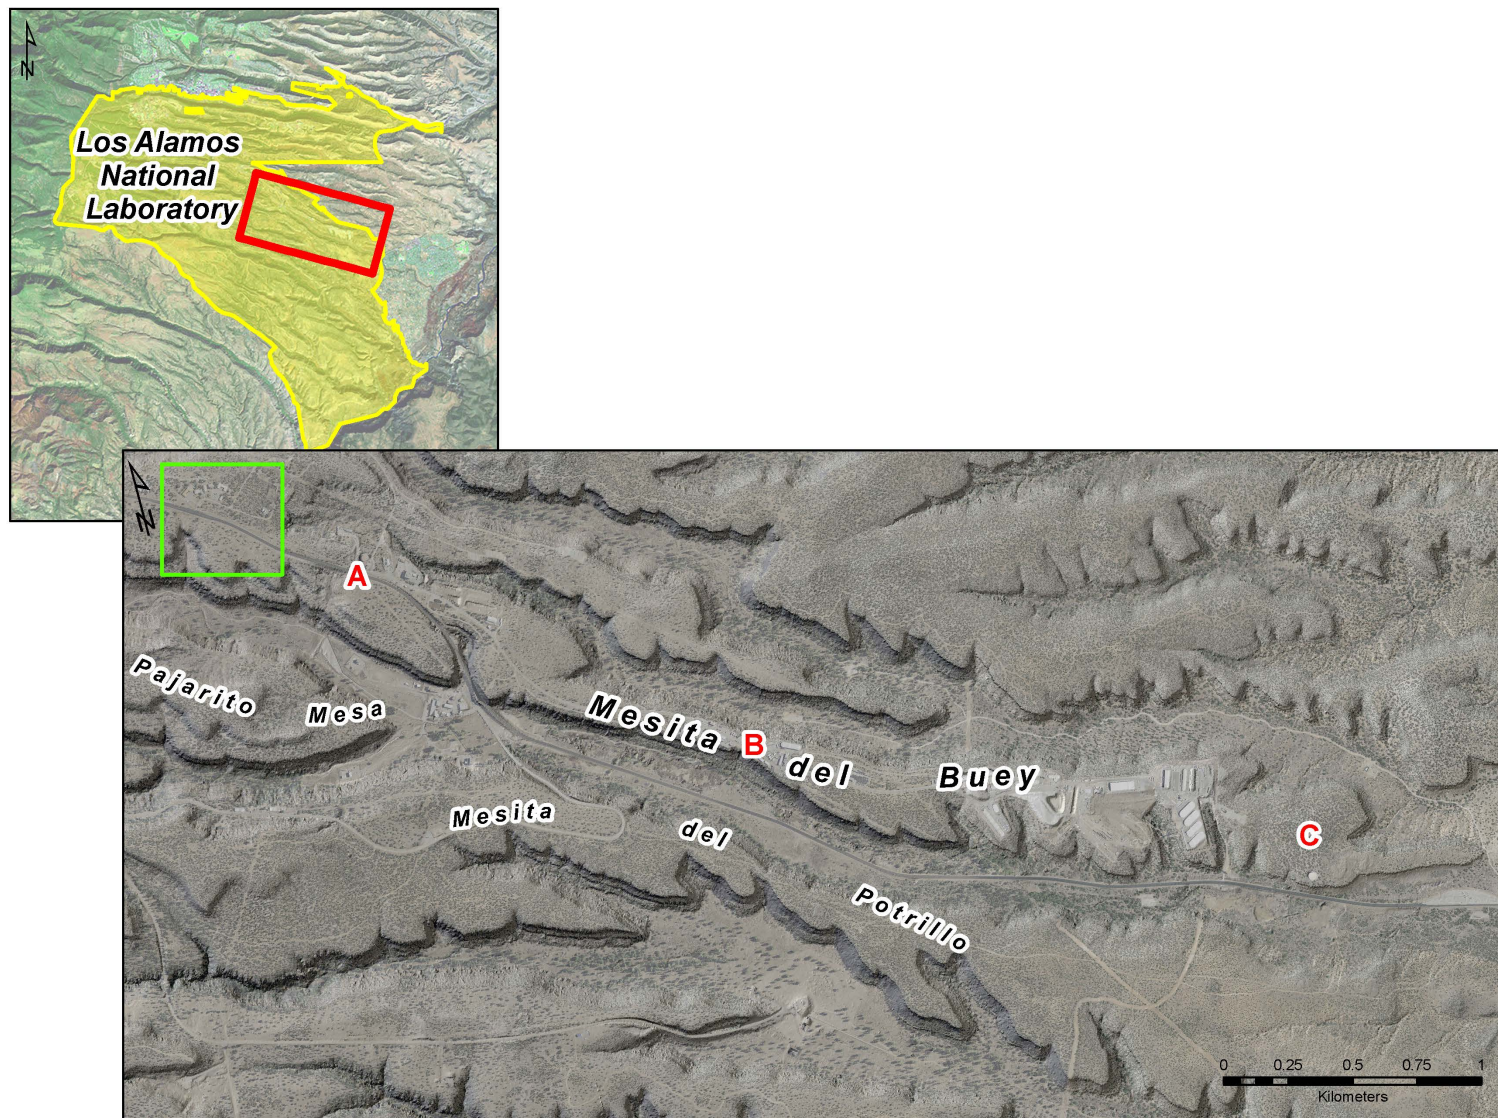 N
Los Alamos
National
Laboratory
N
A
Pajarito Mesa
Mesita del Buey
B
Mesita del Potrillo
C
0 0.25 0.5 0.75 1
Kilometers